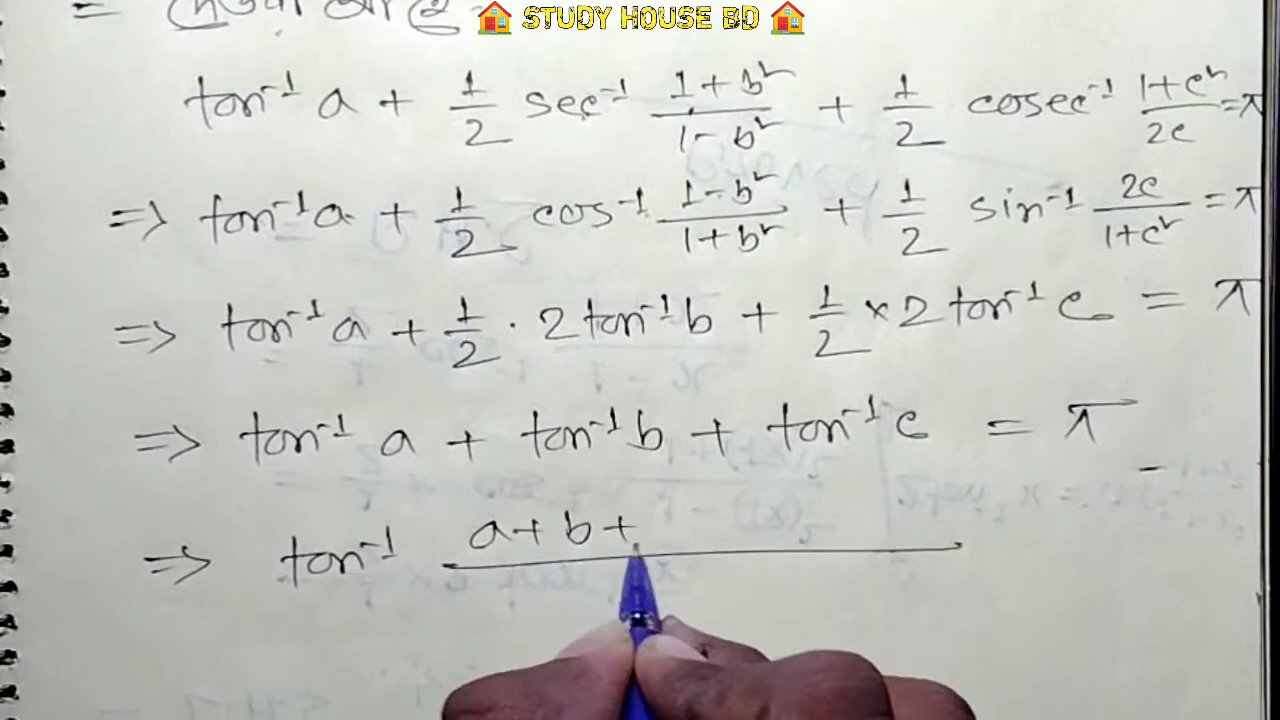 🏠 STUDY HOUSE BD 🏠
= দেওয়া আছে
tan⁻¹ a + 1/2 sec⁻¹ (1+b²)/(1-b²) + 1/2 cosec⁻¹ (1+c²)/(2c) = π
=> tan⁻¹ a + 1/2 cos⁻¹ (1-b²)/(1+b²) + 1/2 sin⁻¹ (2c)/(1+c²) = π
=> tan⁻¹ a + 1/2 · 2 tan⁻¹ b + 1/2 × 2 tan⁻¹ c = π
=> tan⁻¹ a + tan⁻¹ b + tan⁻¹ c = π
=> tan⁻¹ a + b +